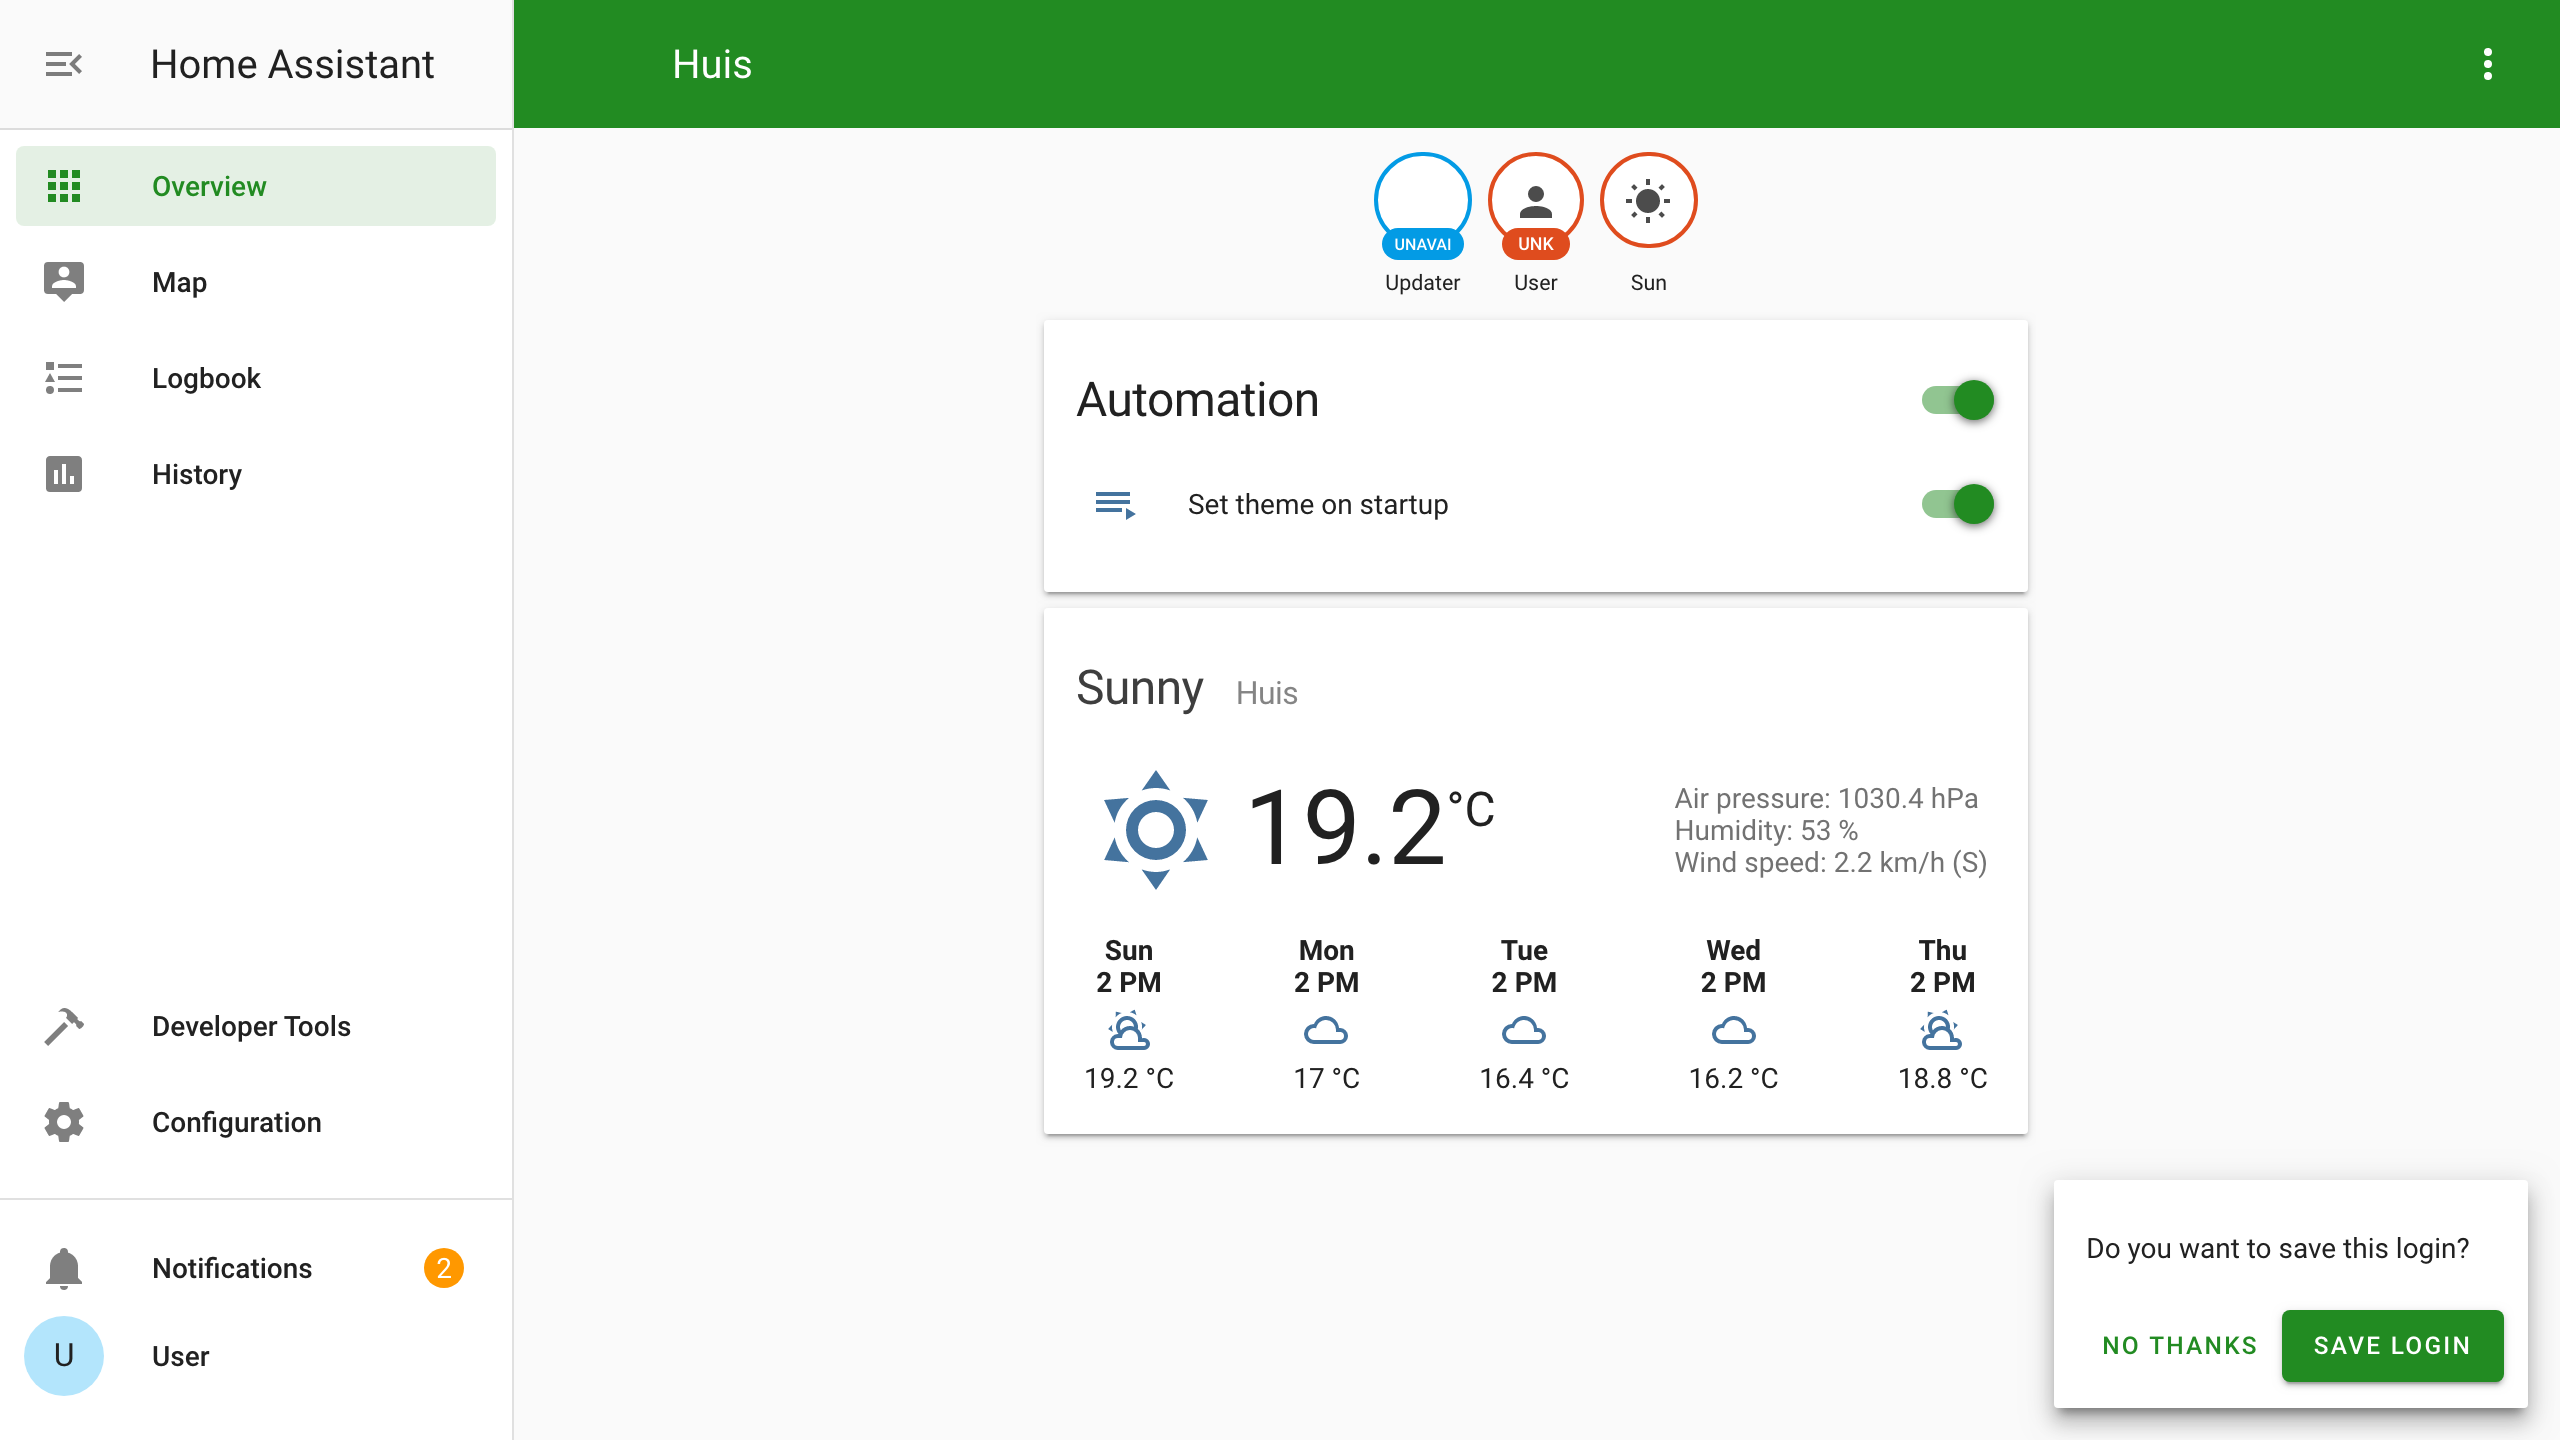 Home Assistant
Overview
Map
Logbook
History
Developer Tools
Configuration
Notifications 2
U User
Huis
UNAVAI UNK
Updater User Sun
Automation
Set theme on startup
Sunny Huis
19.2 °C
Air pressure: 1030.4 hPa
Humidity: 53 %
Wind speed: 2.2 km/h (S)
Sun Mon Tue Wed Thu
2 PM 2 PM 2 PM 2 PM 2 PM
19.2 °C 17 °C 16.4 °C 16.2 °C 18.8 °C
Do you want to save this login?
NO THANKS SAVE LOGIN